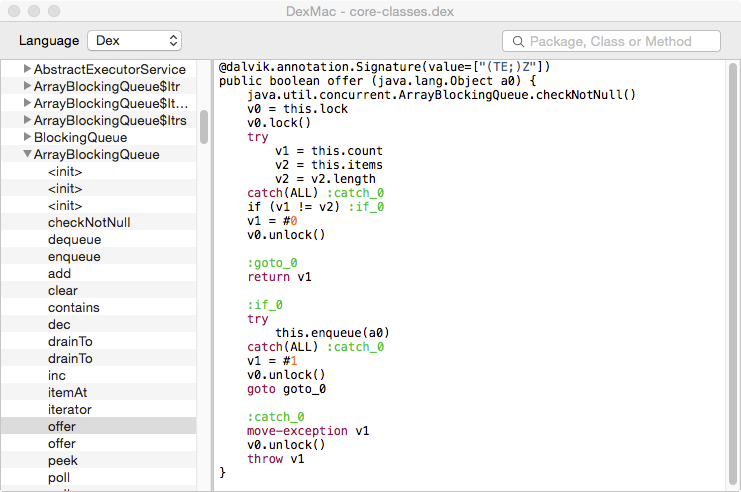 DexMac - core-classes.dex
Language
Dex
Package, Class or Method
AbstractExecutorService
ArrayBlockingQueue$Itr
ArrayBlockingQueue$It...
ArrayBlockingQueue$Itrs
BlockingQueue
ArrayBlockingQueue
<init>
<init>
<init>
checkNotNull
dequeue
enqueue
add
clear
contains
dec
drainTo
drainTo
inc
itemAt
iterator
offer
offer
peek
poll
@dalvik.annotation.Signature(value=["(TE;)Z"])
public boolean offer (java.lang.Object a0) {
    java.util.concurrent.ArrayBlockingQueue.checkNotNull()
    v0 = this.lock
    v0.lock()
    try
        v1 = this.count
        v2 = this.items
        v2 = v2.length
    catch(ALL) :catch_0
    if (v1 != v2) :if_0
    v1 = #0
    v0.unlock()

    :goto_0
    return v1

    :if_0
    try
        this.enqueue(a0)
    catch(ALL) :catch_0
    v1 = #1
    v0.unlock()
    goto goto_0

    :catch_0
    move-exception v1
    v0.unlock()
    throw v1
}